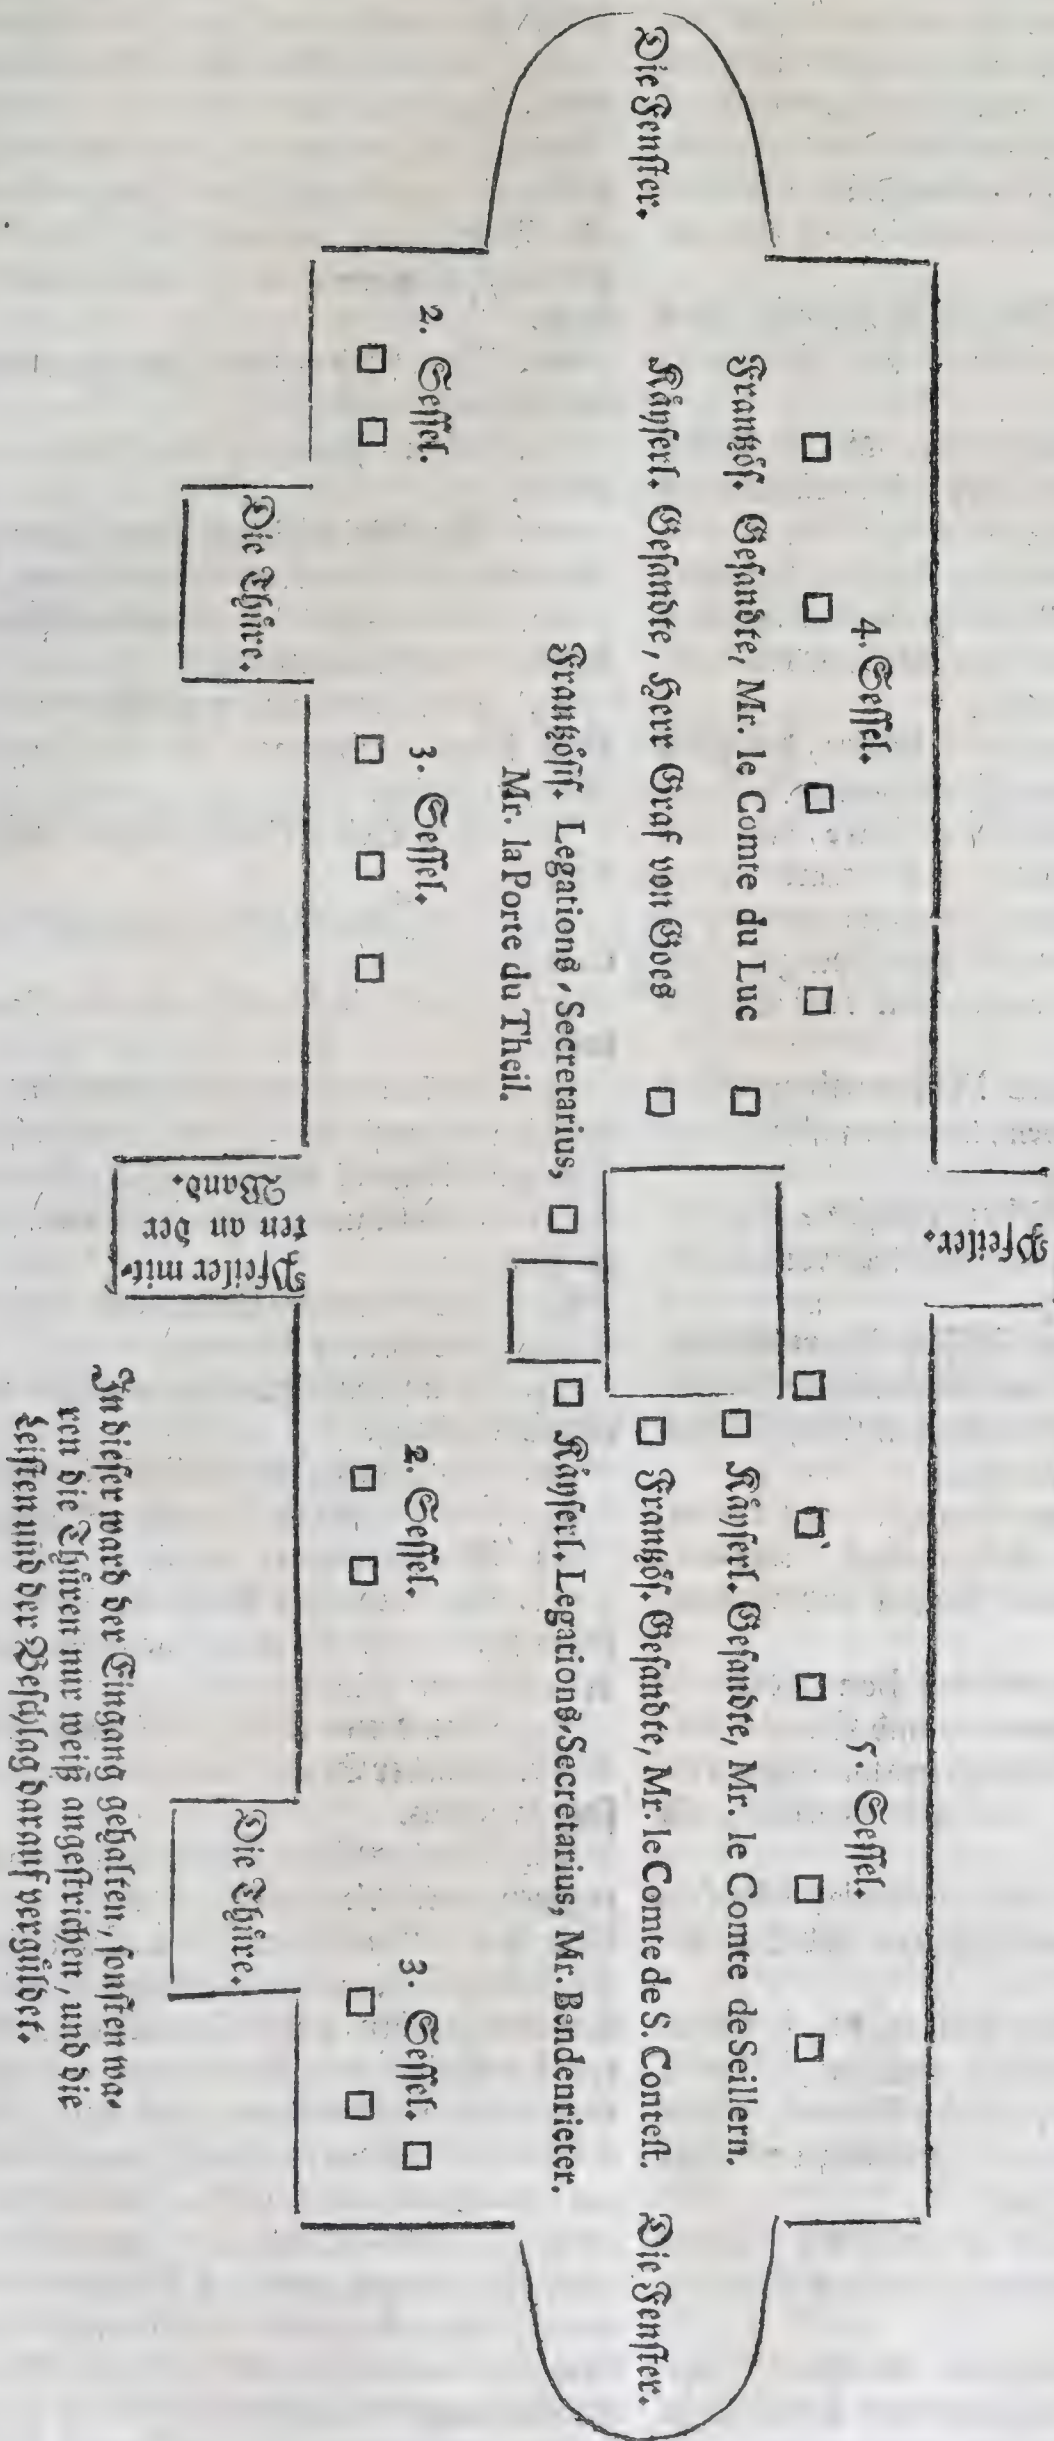 Pfeiler.
4. Sessel.
5. Sessel.
Frantzös. Gesandte, Mr. le Comte du Luc
Käyserl. Gesandte, Mr. le Comte de Seillern.
Die Fenster.
Käyserl. Gesandte, Herr Graf von Goes
Frantzös. Gesandte, Mr. le Comte de S. Contest.
Die Fenster.
Frantzösis. Legations-Secretarius,
Mr. la Porte du Theil.
Käyserl. Legations-Secretarius, Mr. Bendenrieter.
2. Sessel.
3. Sessel.
2. Sessel.
3. Sessel.
Die Thüre.
Pfeiler mit-
ten an der
Wand.
Die Thüre.
In dieser ward der Eingang gehalten, sonsten wa-
ren die Thüren nur weiß angestrichen, und die
Leisten und der Beschlag darauf vergüldet.